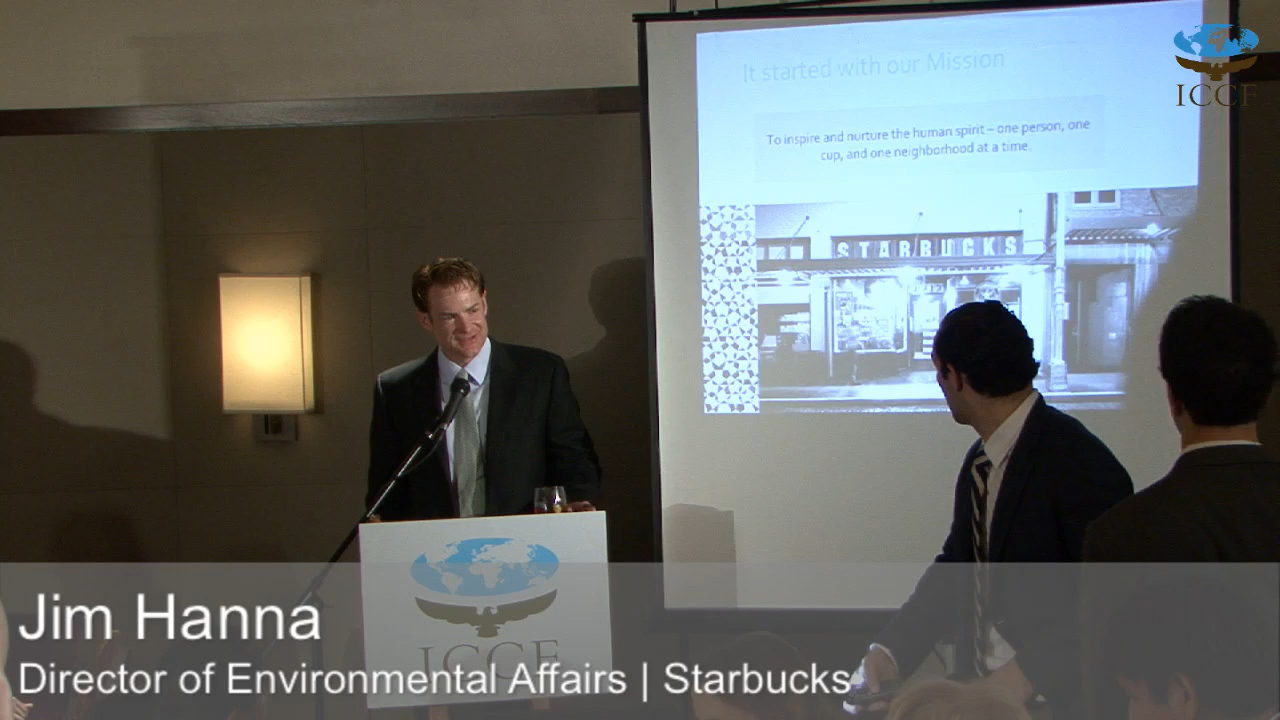 It started with our Mission
To inspire and nurture the human spirit – one person, one
cup, and one neighborhood at a time.
STARBUCKS
ICCF
ICCF
Jim Hanna
Director of Environmental Affairs | Starbucks